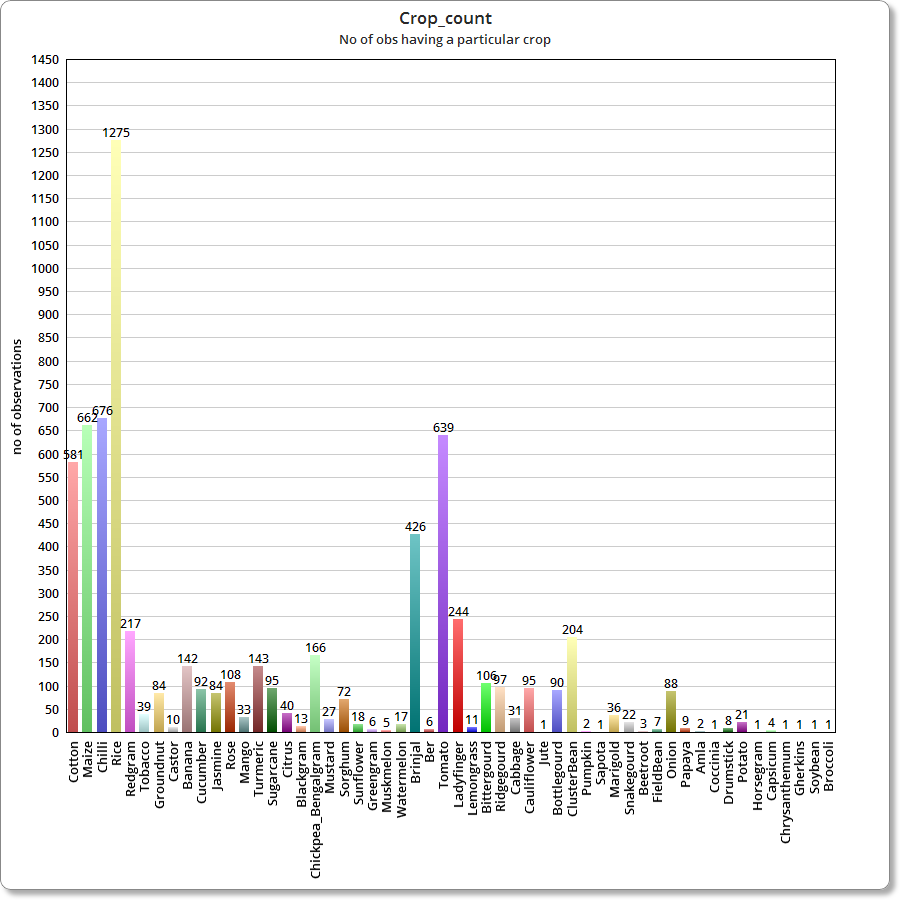 Crop_count
No of obs having a particular crop
no of observations
1450
1400
1350
1300
1250
1200
1150
1100
1050
1000
950
900
850
800
750
700
650
600
550
500
450
400
350
300
250
200
150
100
50
0
581
662
676
1275
217
39
84
10
142
92
84
108
33
143
95
40
13
166
27
72
18
6
5
17
426
6
639
244
11
106
97
31
95
1
90
204
2
1
36
22
3
7
88
9
2
1
8
21
1
4
1
1
1
1
Cotton
Maize
Chilli
Rice
Redgram
Tobacco
Groundnut
Castor
Banana
Cucumber
Jasmine
Rose
Mango
Turmeric
Sugarcane
Citrus
Blackgram
Chickpea_Bengalgram
Mustard
Sorghum
Sunflower
Greengram
Muskmelon
Watermelon
Brinjal
Ber
Tomato
Ladyfinger
Lemongrass
Bittergourd
Ridgegourd
Cabbage
Cauliflower
Jute
Bottlegourd
ClusterBean
Pumpkin
Sapota
Marigold
Snakegourd
Beetroot
FieldBean
Onion
Papaya
Amla
Coccinia
Drumstick
Potato
Horsegram
Capsicum
Chrysanthemum
Gherkins
Soybean
Broccoli